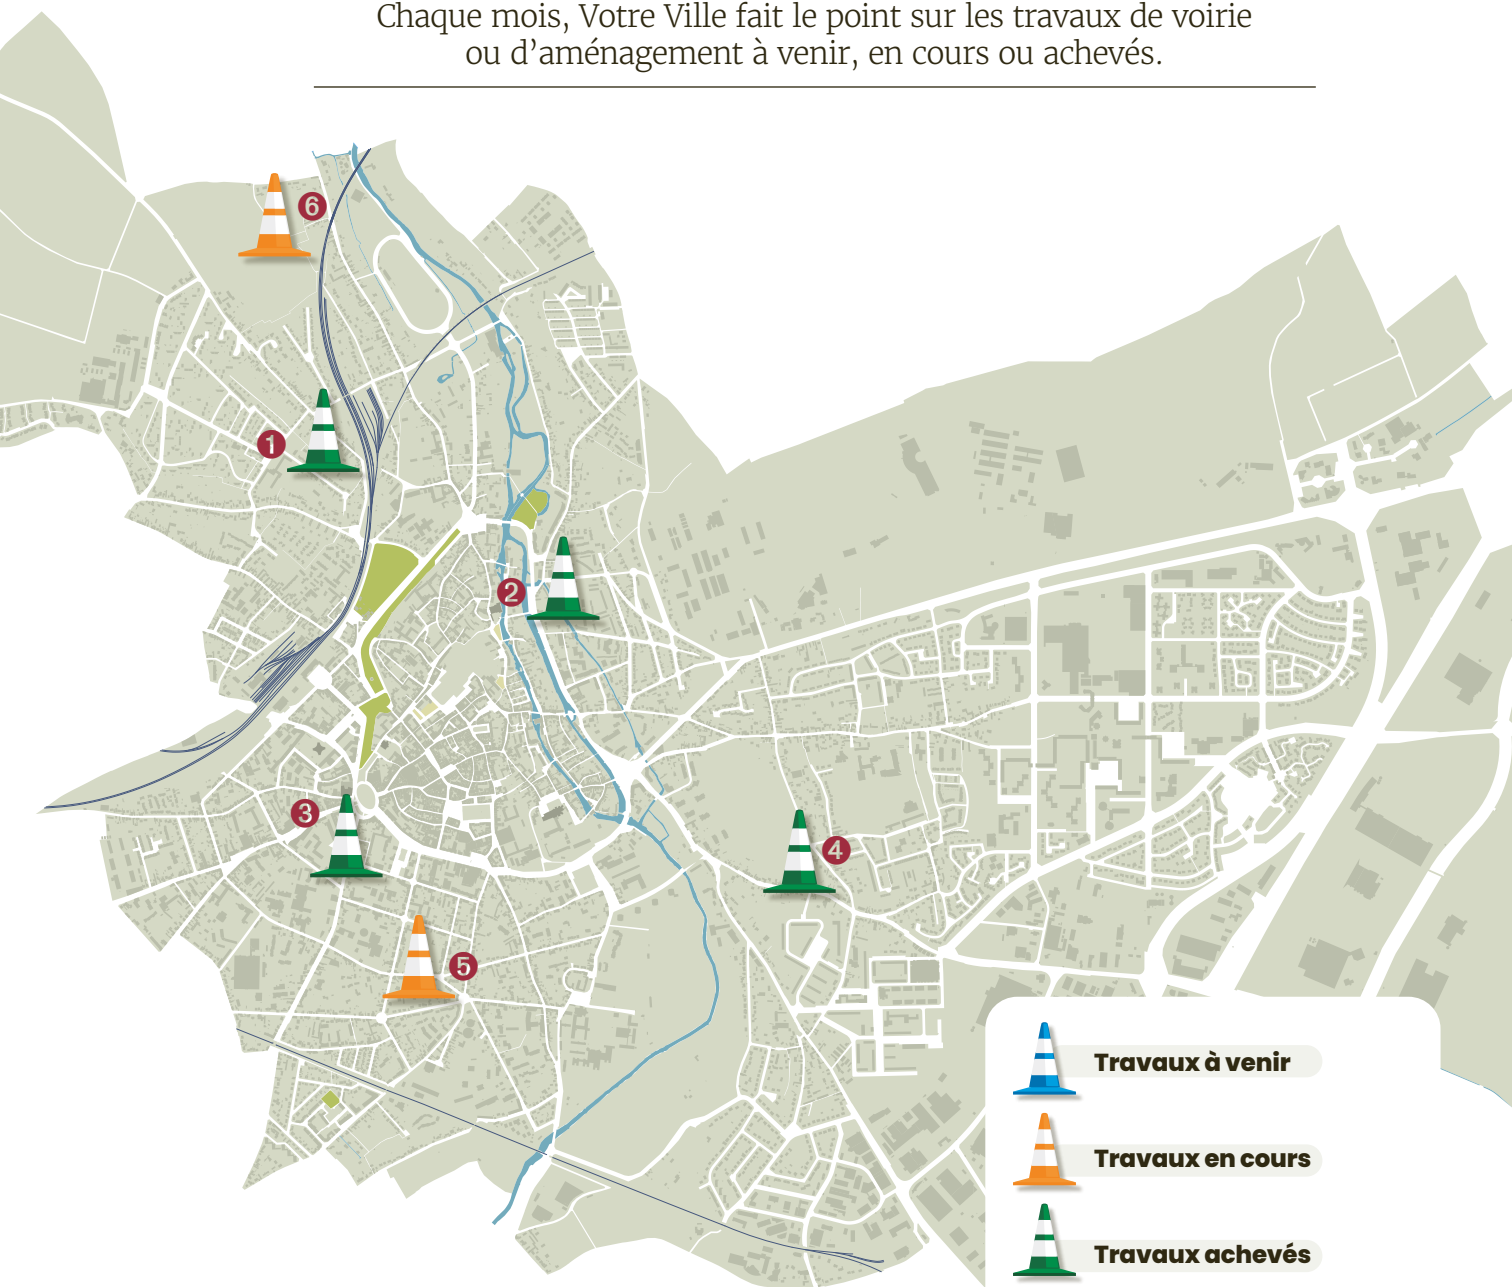 Chaque mois, Votre Ville fait le point sur les travaux de voirie
ou d’aménagement à venir, en cours ou achevés.
6
1
2
3
4
5
Travaux à venir
Travaux en cours
Travaux achevés